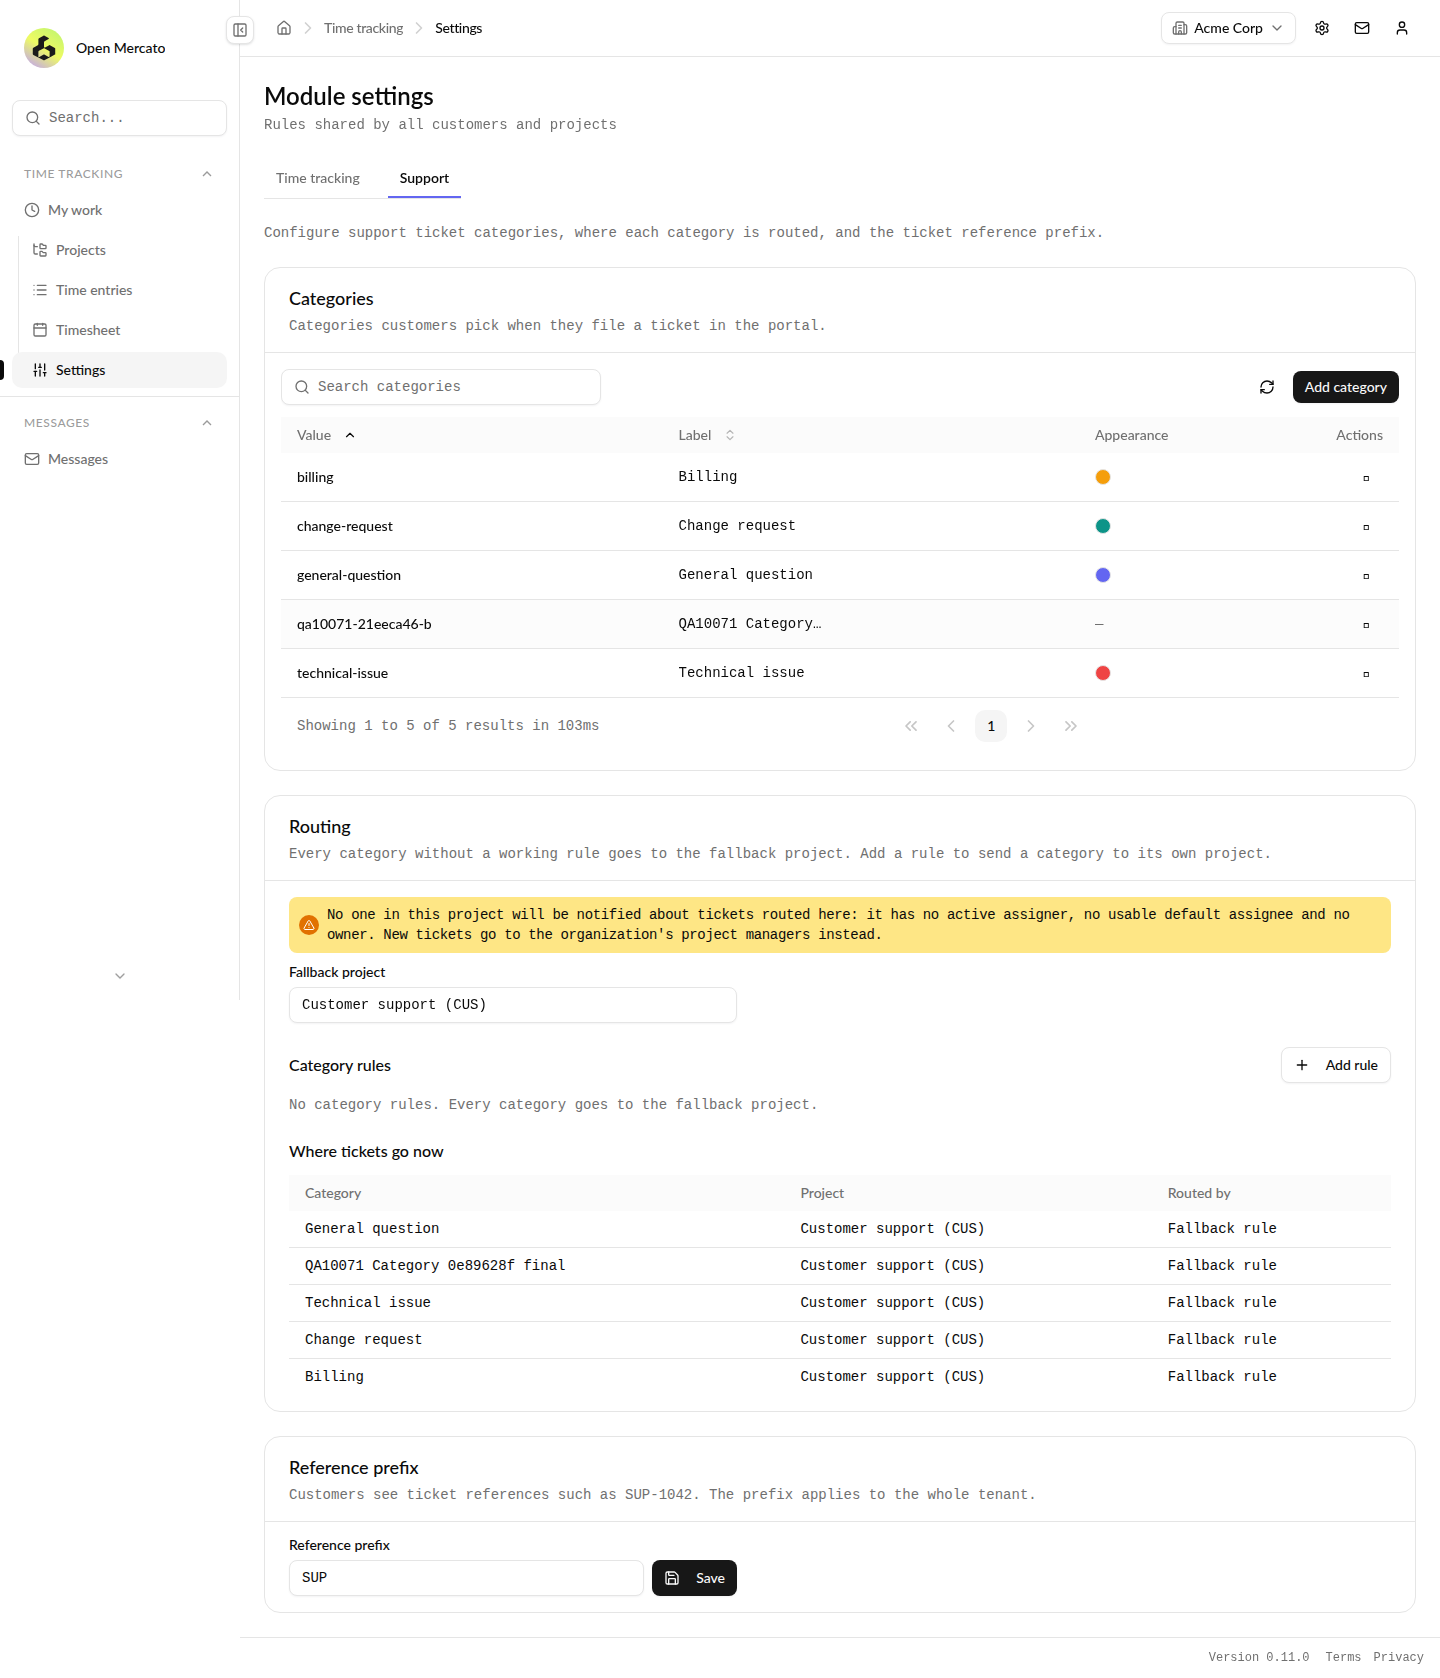 Open Mercato
Time tracking
Settings
Acme Corp
Search...
TIME TRACKING
My work
Projects
Time entries
Timesheet
Settings
MESSAGES
Messages
Module settings
Rules shared by all customers and projects
Time tracking
Support
Configure support ticket categories, where each category is routed, and the ticket reference prefix.
Categories
Categories customers pick when they file a ticket in the portal.
Search categories
Add category
Value Label Appearance Actions
billing Billing
change-request Change request
general-question General question
qa10071-21eeca46-b QA10071 Category… —
technical-issue Technical issue
Showing 1 to 5 of 5 results in 103ms
1
Routing
Every category without a working rule goes to the fallback project. Add a rule to send a category to its own project.
No one in this project will be notified about tickets routed here: it has no active assigner, no usable default assignee and no
owner. New tickets go to the organization's project managers instead.
Fallback project
Customer support (CUS)
Category rules
Add rule
No category rules. Every category goes to the fallback project.
Where tickets go now
Category Project Routed by
General question Customer support (CUS) Fallback rule
QA10071 Category 0e89628f final Customer support (CUS) Fallback rule
Technical issue Customer support (CUS) Fallback rule
Change request Customer support (CUS) Fallback rule
Billing Customer support (CUS) Fallback rule
Reference prefix
Customers see ticket references such as SUP-1042. The prefix applies to the whole tenant.
Reference prefix
SUP
Save
Version 0.11.0 Terms Privacy